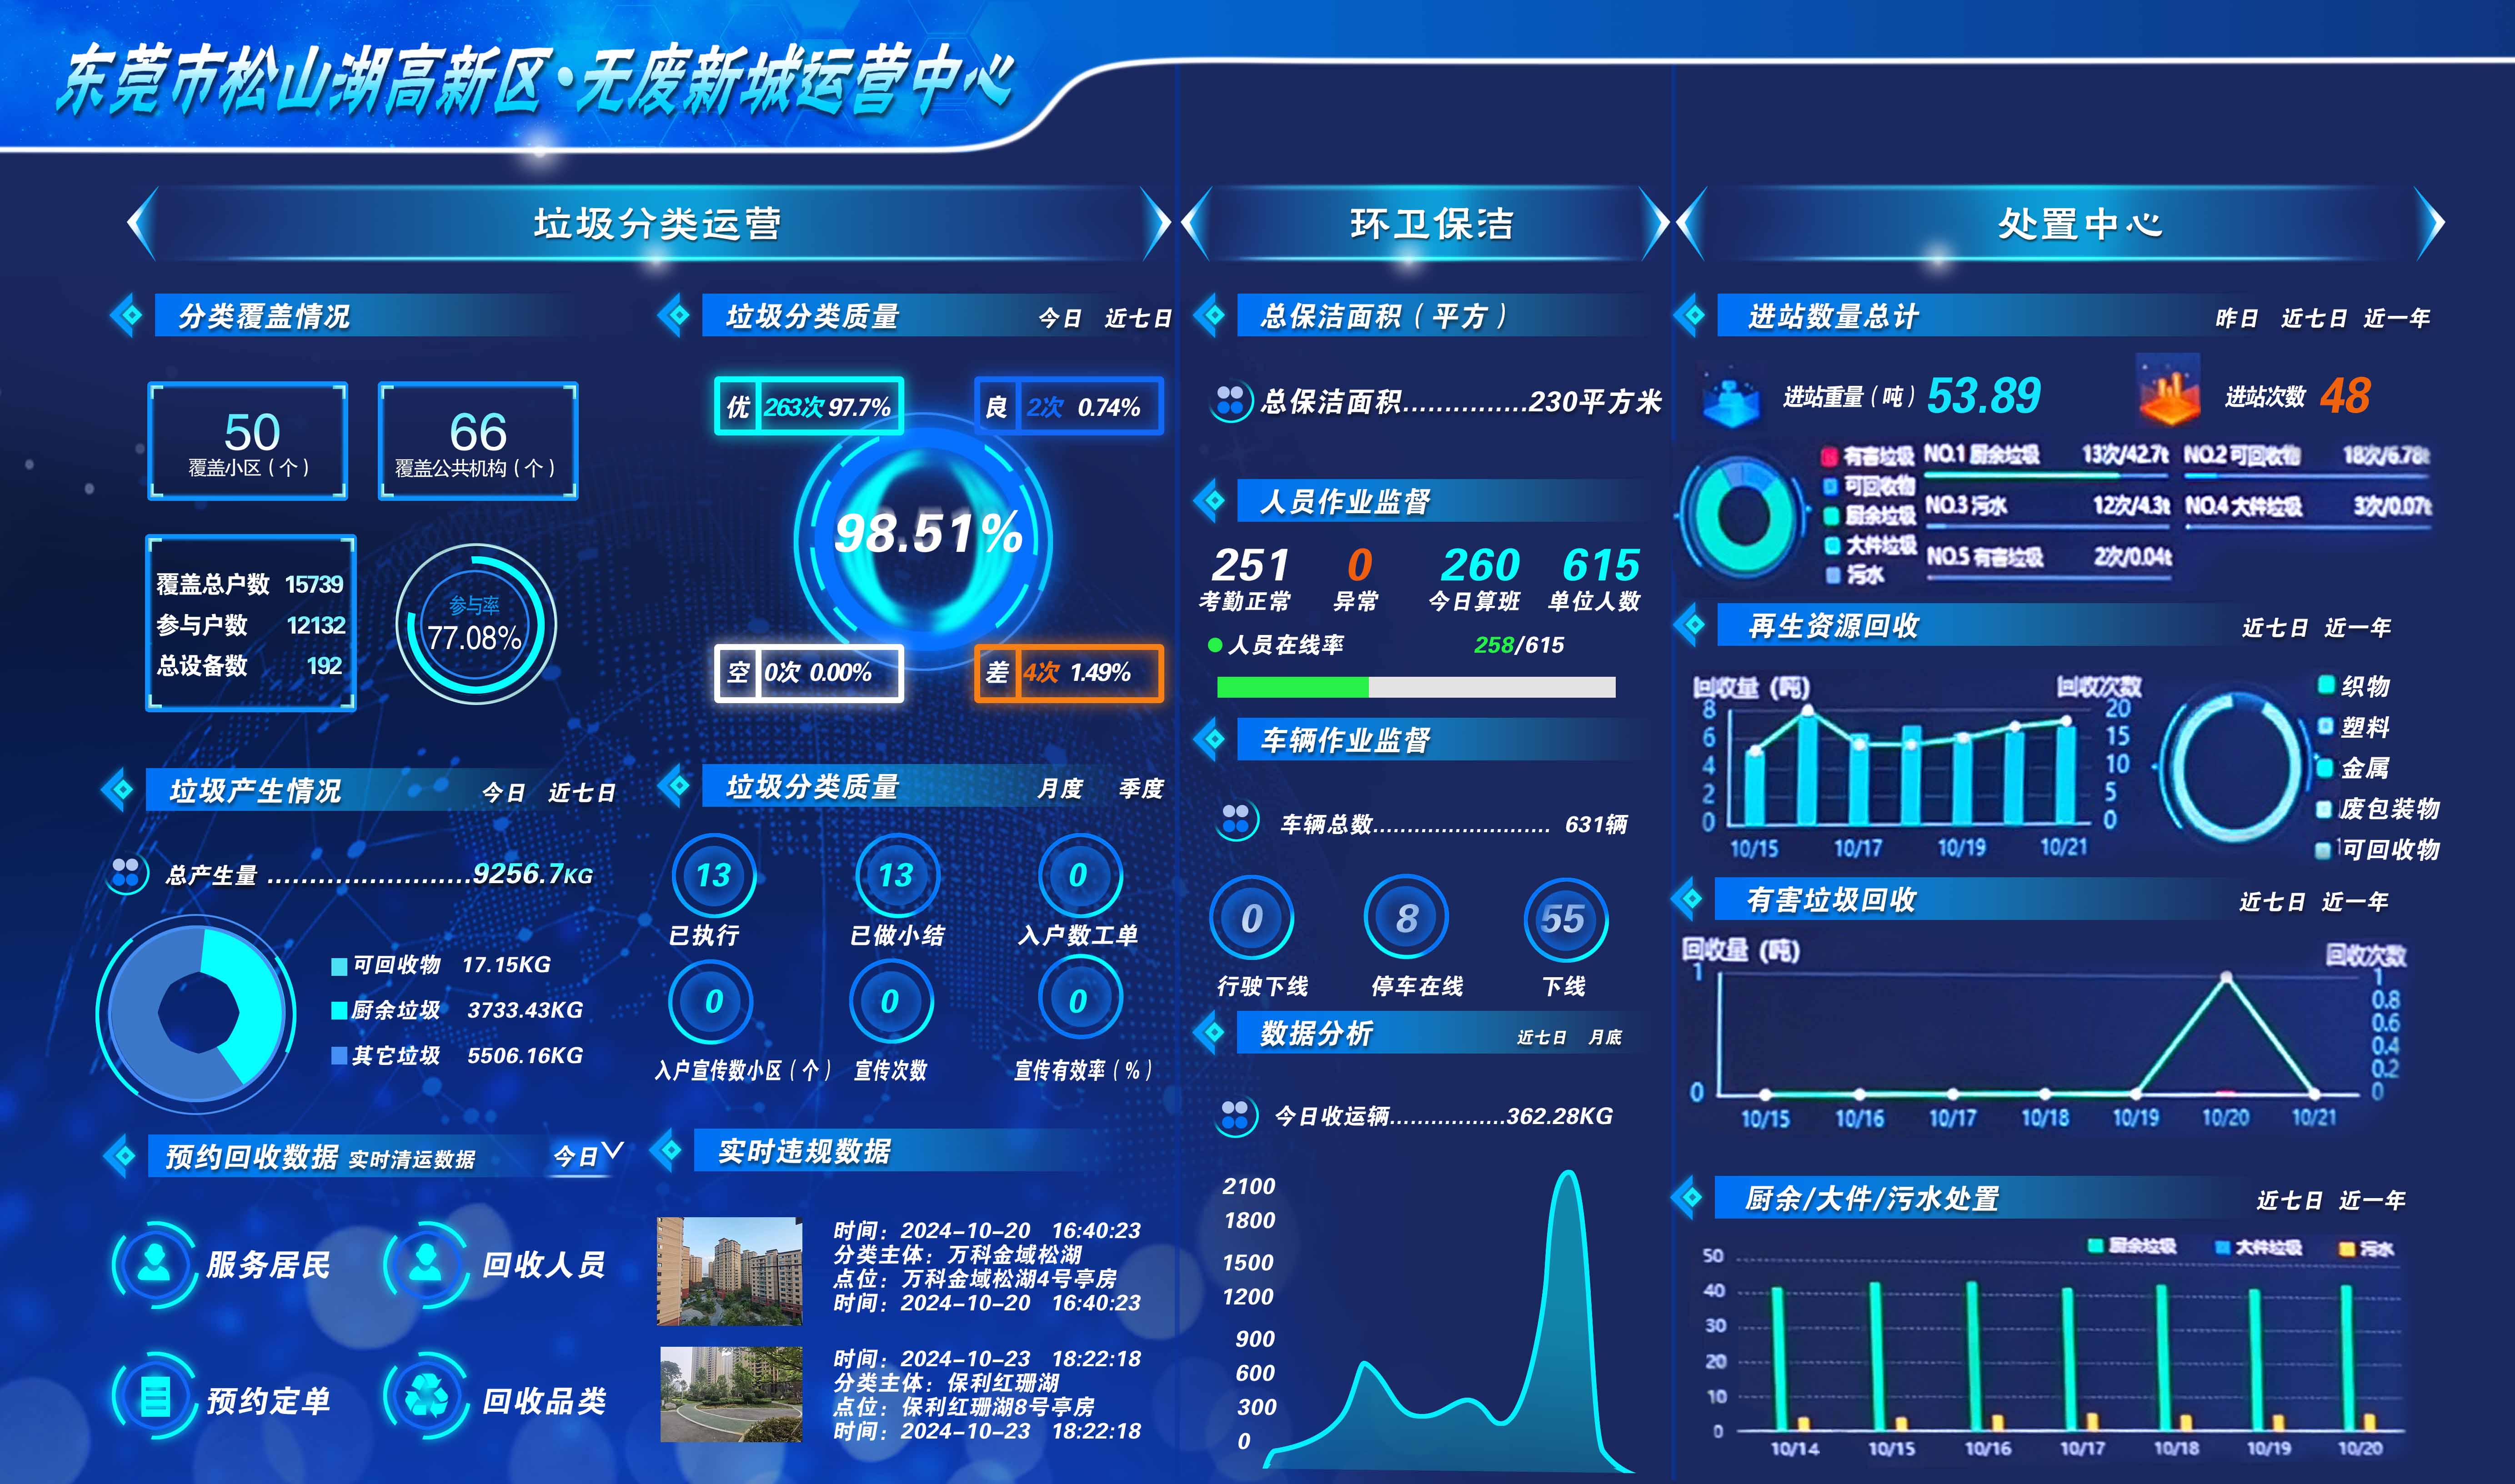 东莞市松山湖高新区·无废新城运营中心
垃圾分类运营
分类覆盖情况
50
覆盖小区（个）
66
覆盖公共机构（个）
覆盖总户数 15739
参与户数 12132
总设备数 192
参与率
77.08%
垃圾产生情况 今日 近七日
总产生量 ........................9256.7KG
可回收物 17.15KG
厨余垃圾 3733.43KG
其它垃圾 5506.16KG
预约回收数据 实时清运数据 今日
服务居民
回收人员
预约定单
回收品类
垃圾分类质量 今日 近七日
优 263次 97.7%
良 2次 0.74%
98.51%
空 0次 0.00%
差 4次 1.49%
垃圾分类质量 月度 季度
13
已执行
13
已做小结
0
入户数工单
0
入户宣传数小区（个）
0
宣传次数
0
宣传有效率（%）
实时违规数据
时间：2024-10-20 16:40:23
分类主体：万科金域松湖
点位：万科金域松湖4号亭房
时间：2024-10-20 16:40:23
时间：2024-10-23 18:22:18
分类主体：保利红珊湖
点位：保利红珊湖8号亭房
时间：2024-10-23 18:22:18
环卫保洁
总保洁面积（平方）
总保洁面积...............230平方米
人员作业监督
251
考勤正常
0
异常
260
今日算班
615
单位人数
人员在线率 258/615
车辆作业监督
车辆总数.......................... 631辆
0
行驶下线
8
停车在线
55
下线
数据分析 近七日 月底
今日收运辆.................362.28KG
2100
1800
1500
1200
900
600
300
0
处置中心
进站数量总计 昨日 近七日 近一年
进站重量（吨）53.89
进站次数 48
有害垃圾
可回收物
厨余垃圾
大件垃圾
污水
NO.1 厨余垃圾 13次/42.7t
NO.2 可回收物 18次/6.78t
NO.3 污水 12次/4.3t
NO.4 大件垃圾 3次/0.07t
NO.5 有害垃圾 2次/0.04t
再生资源回收 近七日 近一年
回收量（吨） 回收次数
8
6
4
2
0
20
15
10
5
0
10/15 10/17 10/19 10/21
织物
塑料
金属
废包装物
可回收物
有害垃圾回收 近七日 近一年
回收量（吨） 回收次数
1
0
1
0.8
0.6
0.4
0.2
0
10/15 10/16 10/17 10/18 10/19 10/20 10/21
厨余/大件/污水处置 近七日 近一年
厨余垃圾 大件垃圾 污水
50
40
30
20
10
0
10/14 10/15 10/16 10/17 10/18 10/19 10/20